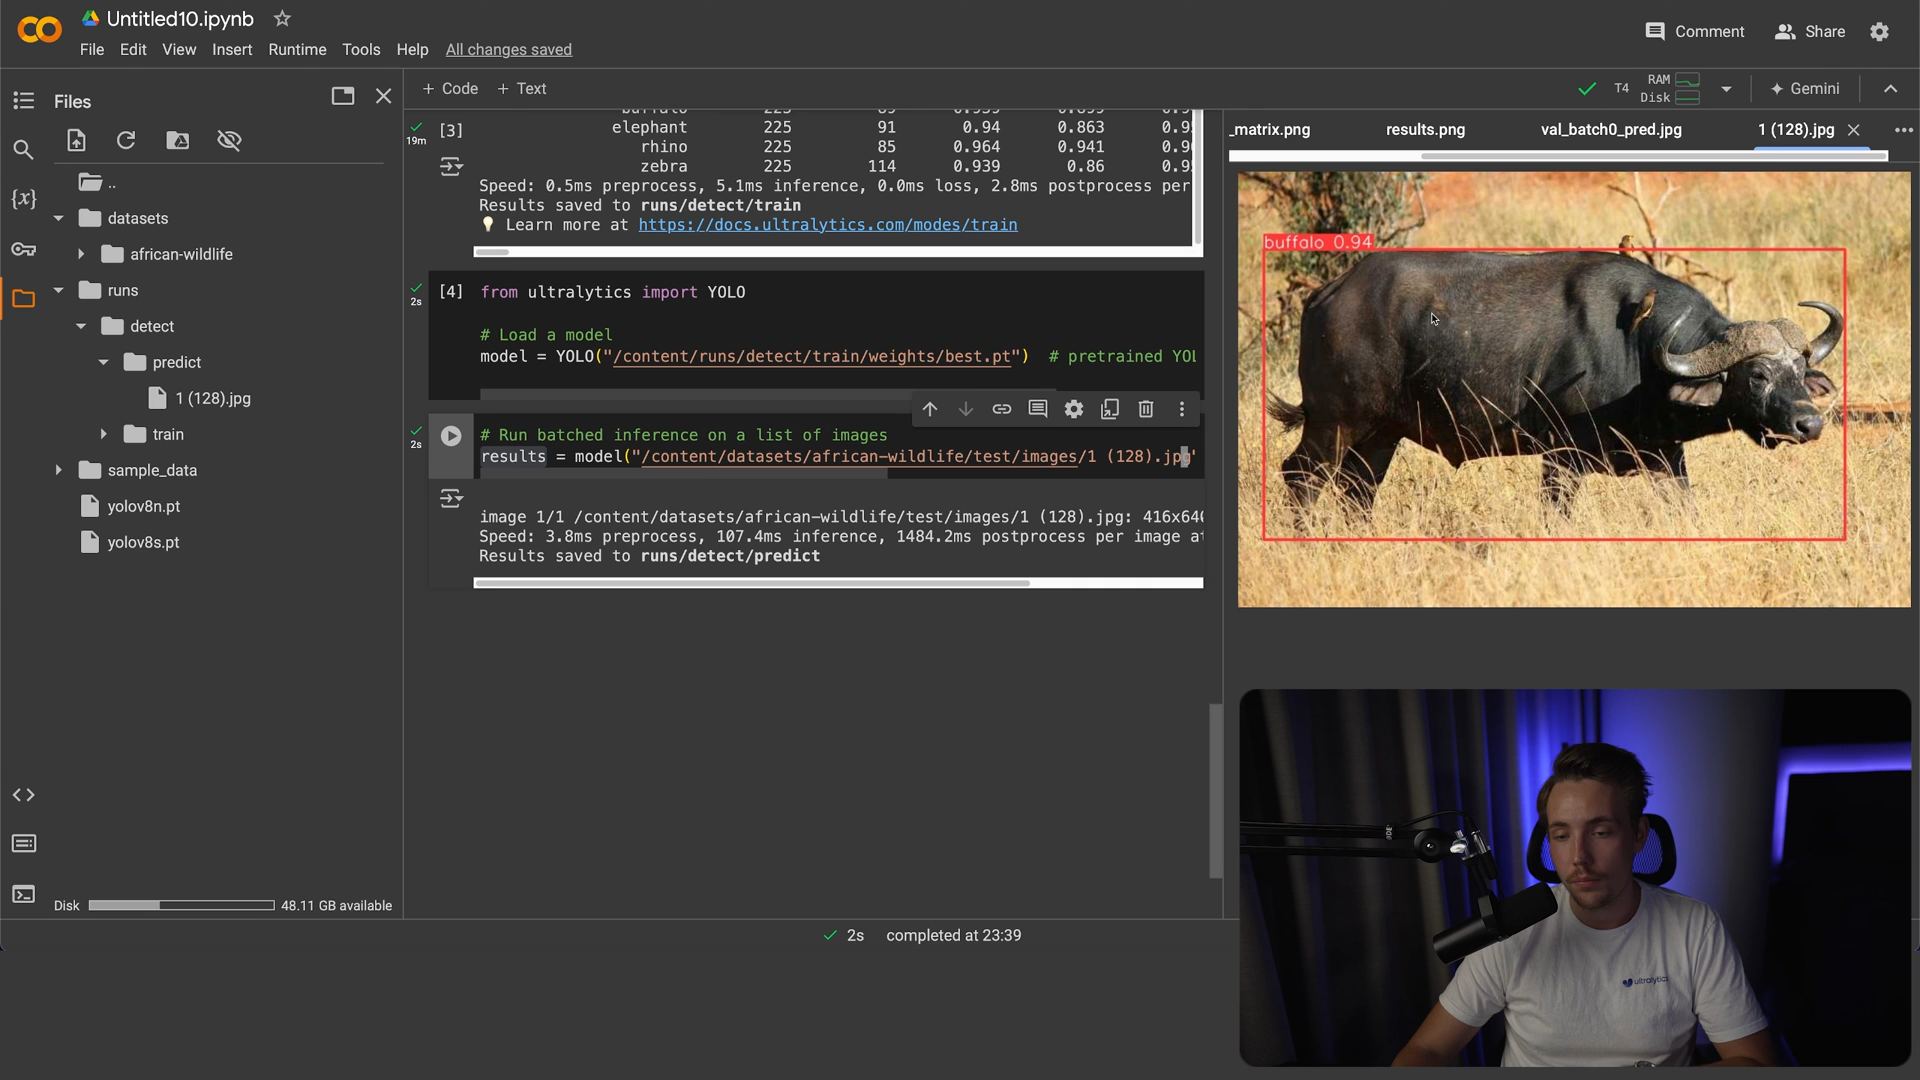 Untitled10.ipynb
File Edit View Insert Runtime Tools Help All changes saved
Comment Share
Files
+ Code + Text
T4 RAM Disk Gemini
..
datasets
african-wildlife
runs
detect
predict
1 (128).jpg
train
sample_data
yolov8n.pt
yolov8s.pt
Disk 48.11 GB available
19m [3]
elephant 225 91 0.94 0.863
rhino 225 85 0.964 0.941
zebra 225 114 0.939 0.86
Speed: 0.5ms preprocess, 5.1ms inference, 0.0ms loss, 2.8ms postprocess per
Results saved to runs/detect/train
Learn more at https://docs.ultralytics.com/modes/train
2s [4] from ultralytics import YOLO
# Load a model
model = YOLO("/content/runs/detect/train/weights/best.pt") # pretrained YOL
2s # Run batched inference on a list of images
results = model("/content/datasets/african-wildlife/test/images/1 (128).jpg"
image 1/1 /content/datasets/african-wildlife/test/images/1 (128).jpg: 416x640
Speed: 3.8ms preprocess, 107.4ms inference, 1484.2ms postprocess per image at
Results saved to runs/detect/predict
_matrix.png results.png val_batch0_pred.jpg 1 (128).jpg
buffalo 0.94
ultralytics
2s completed at 23:39